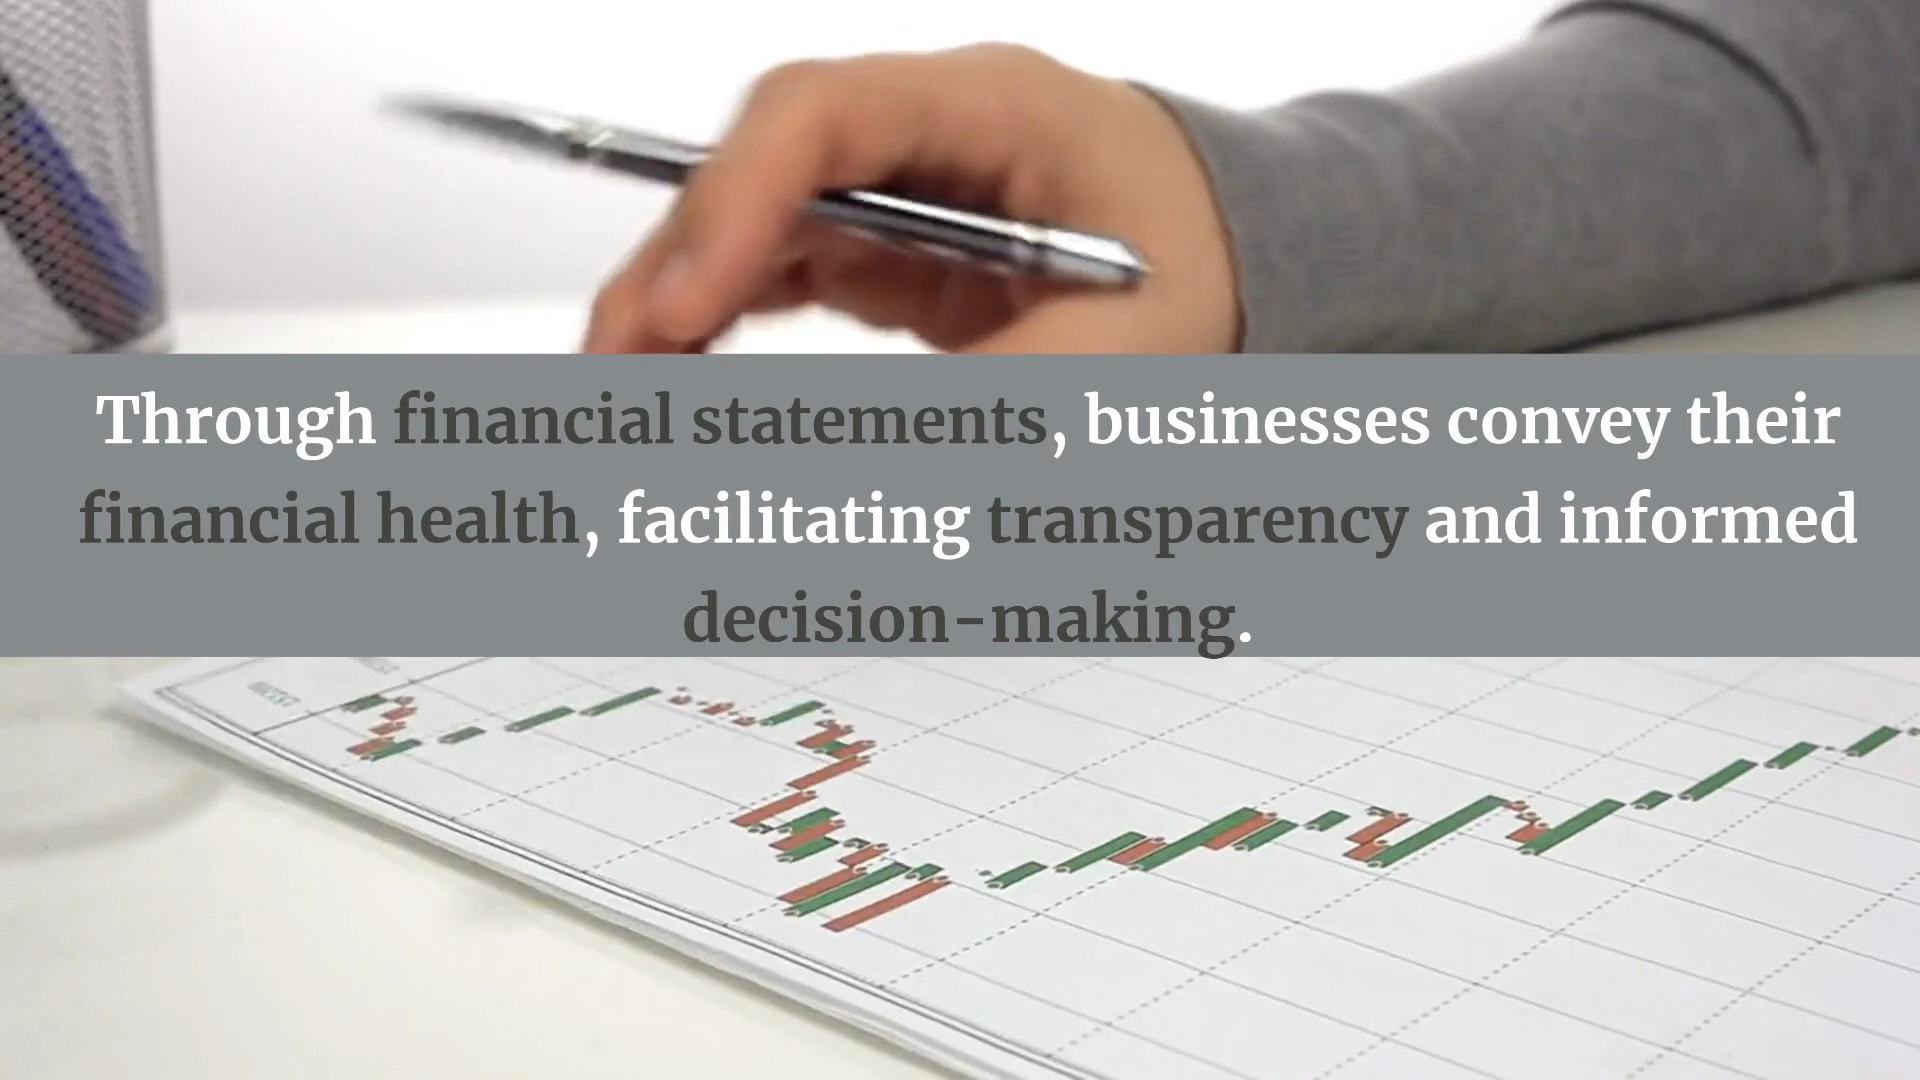 Through financial statements, businesses convey their
financial health, facilitating transparency and informed
decision-making.